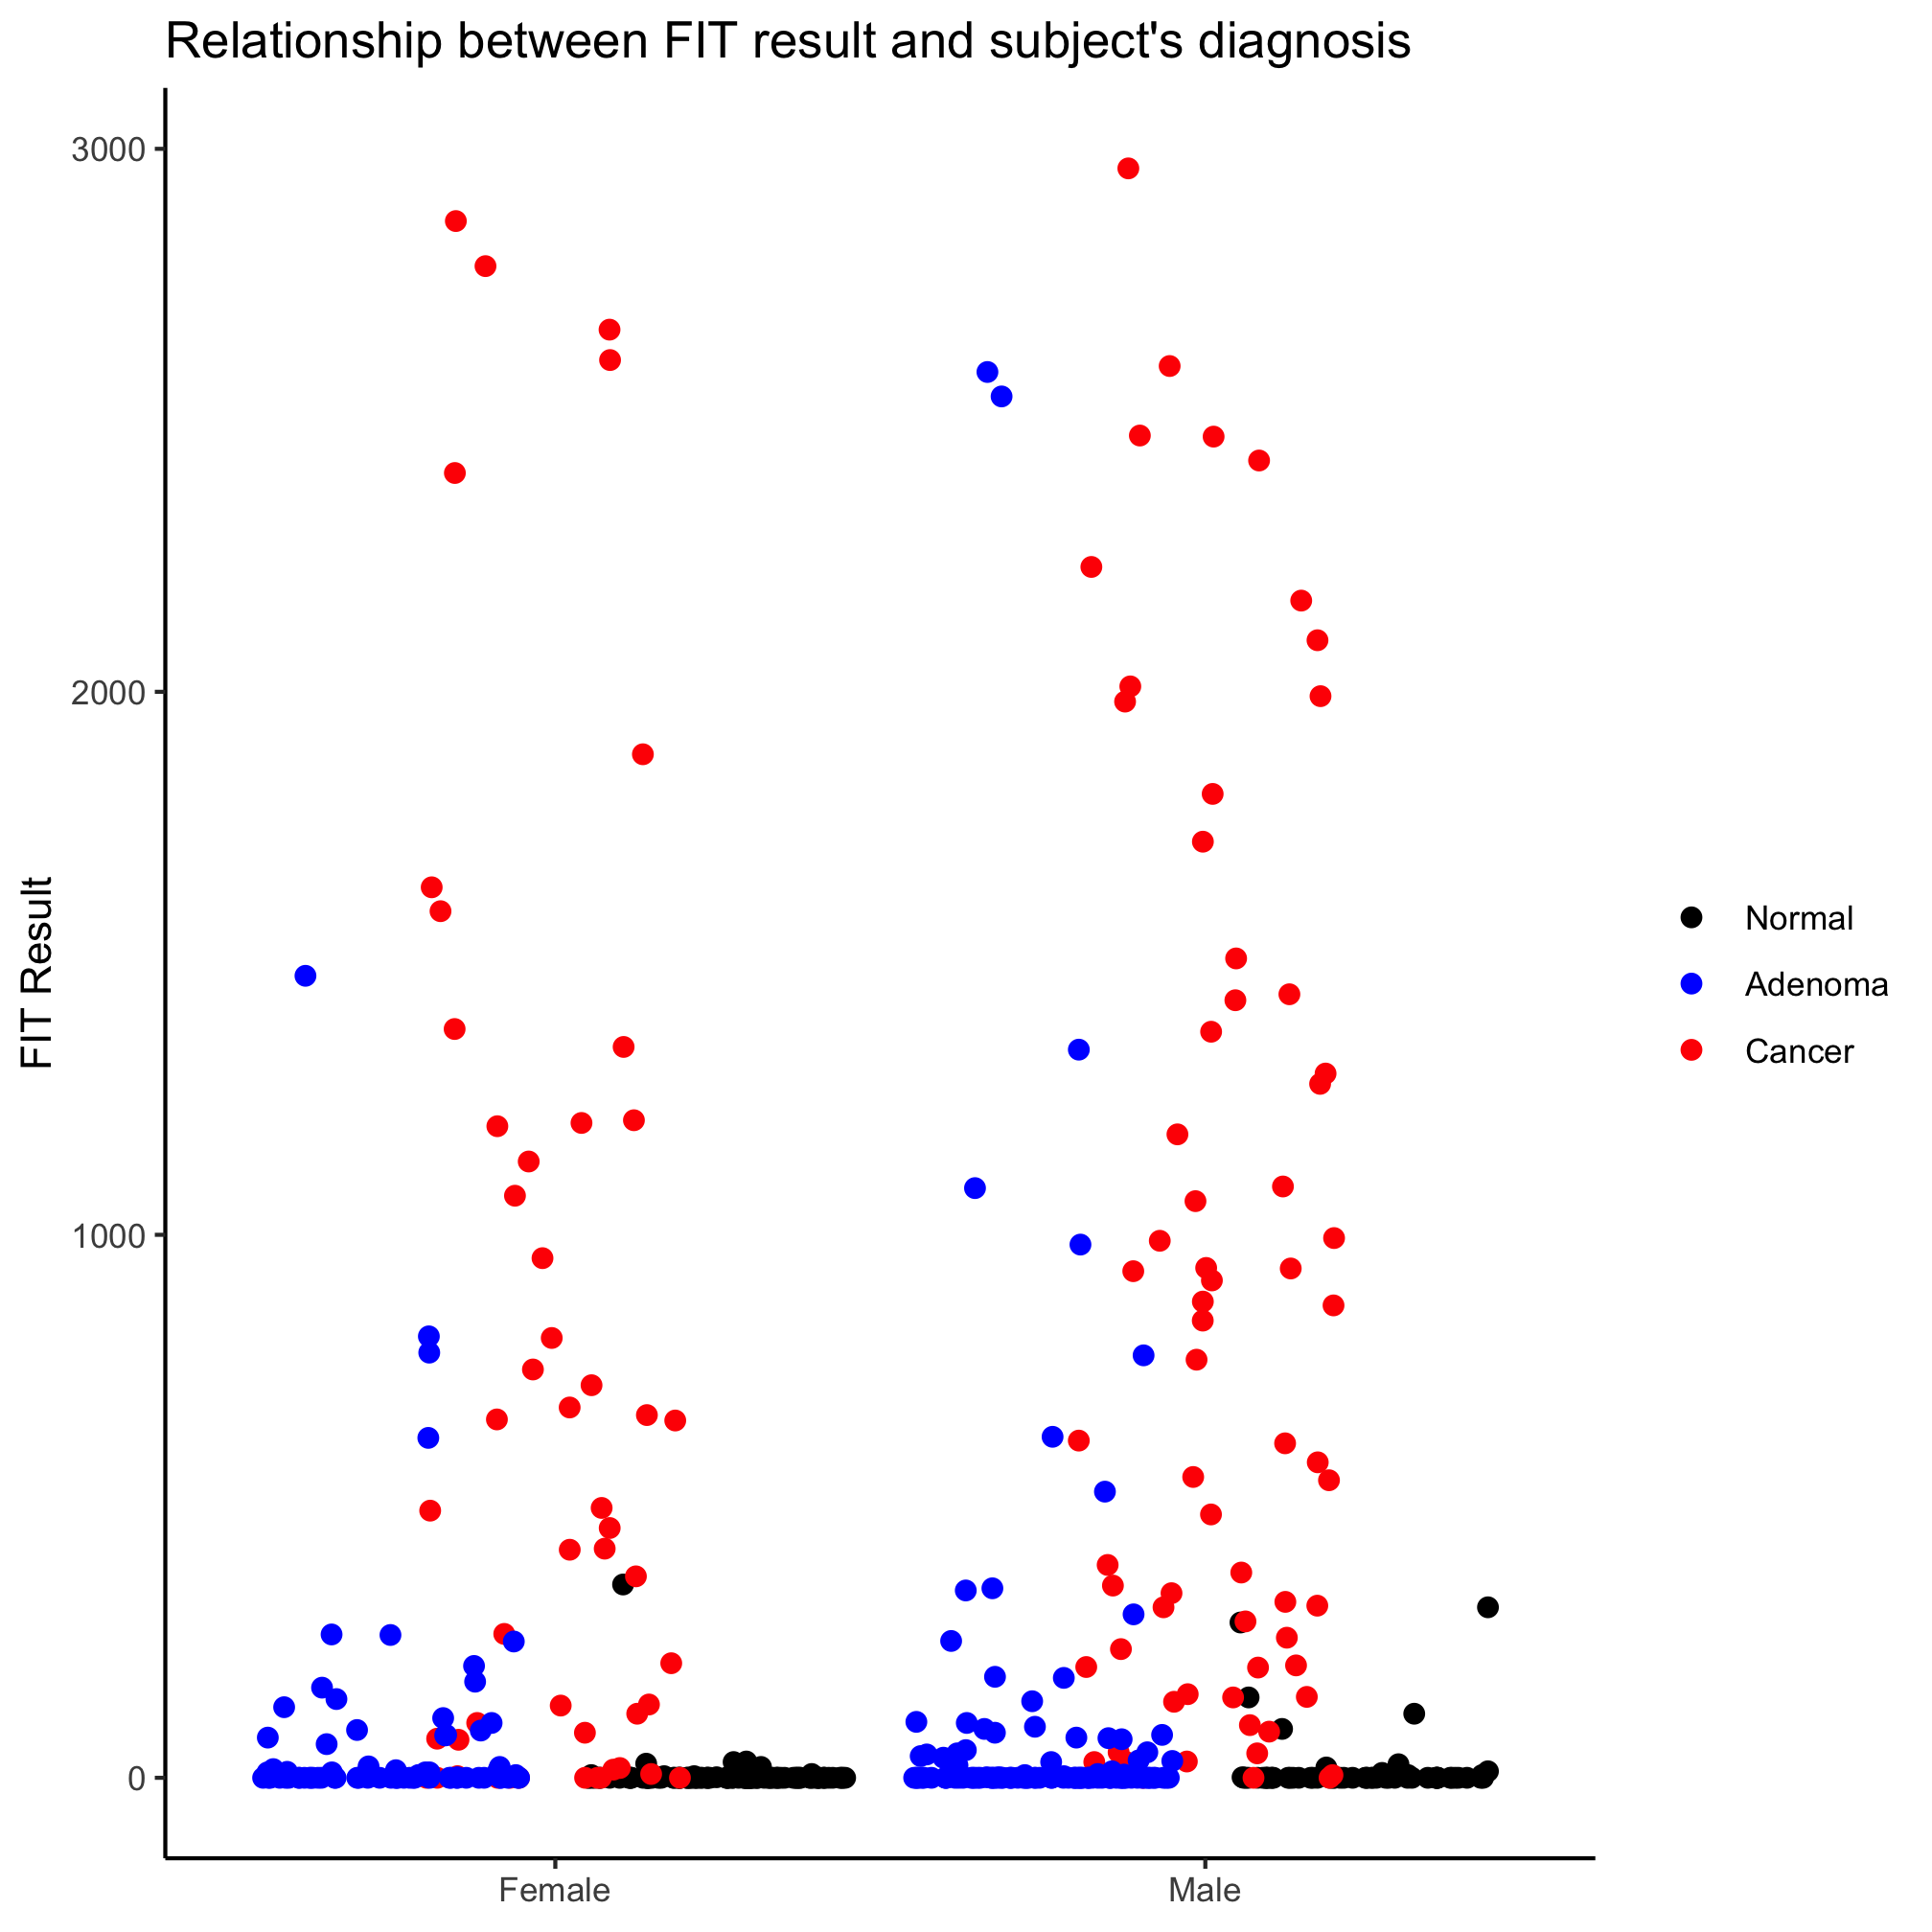 Relationship between FIT result and subject's diagnosis
3000
2000
1000
0
FIT Result
Female
Male
Normal
Adenoma
Cancer